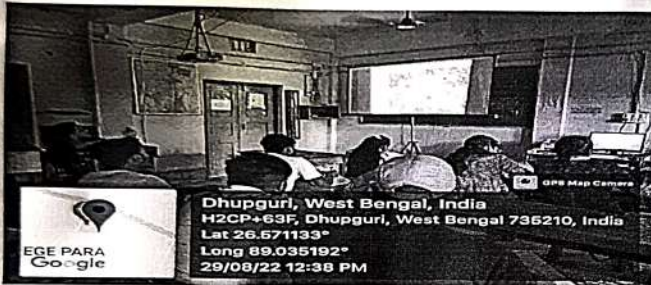 GPS Map Camera
Dhupguri, West Bengal, India
H2CP+63F, Dhupguri, West Bengal 735210, India
Lat 26.571133°
Long 89.035192°
29/08/22 12:38 PM
EGE PARA
Google